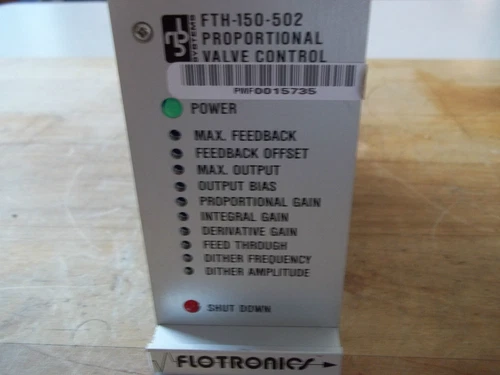 FTH-150-502
SYSTEMS
PROPORTIONAL
VALVE CONTROL
PMF0015735
POWER
MAX. FEEDBACK
FEEDBACK OFFSET
MAX. OUTPUT
OUTPUT BIAS
PROPORTIONAL GAIN
INTEGRAL GAIN
DERIVATIVE GAIN
FEED THROUGH
DITHER FREQUENCY
DITHER AMPLITUDE
SHUT DOWN
FLOTRONICS